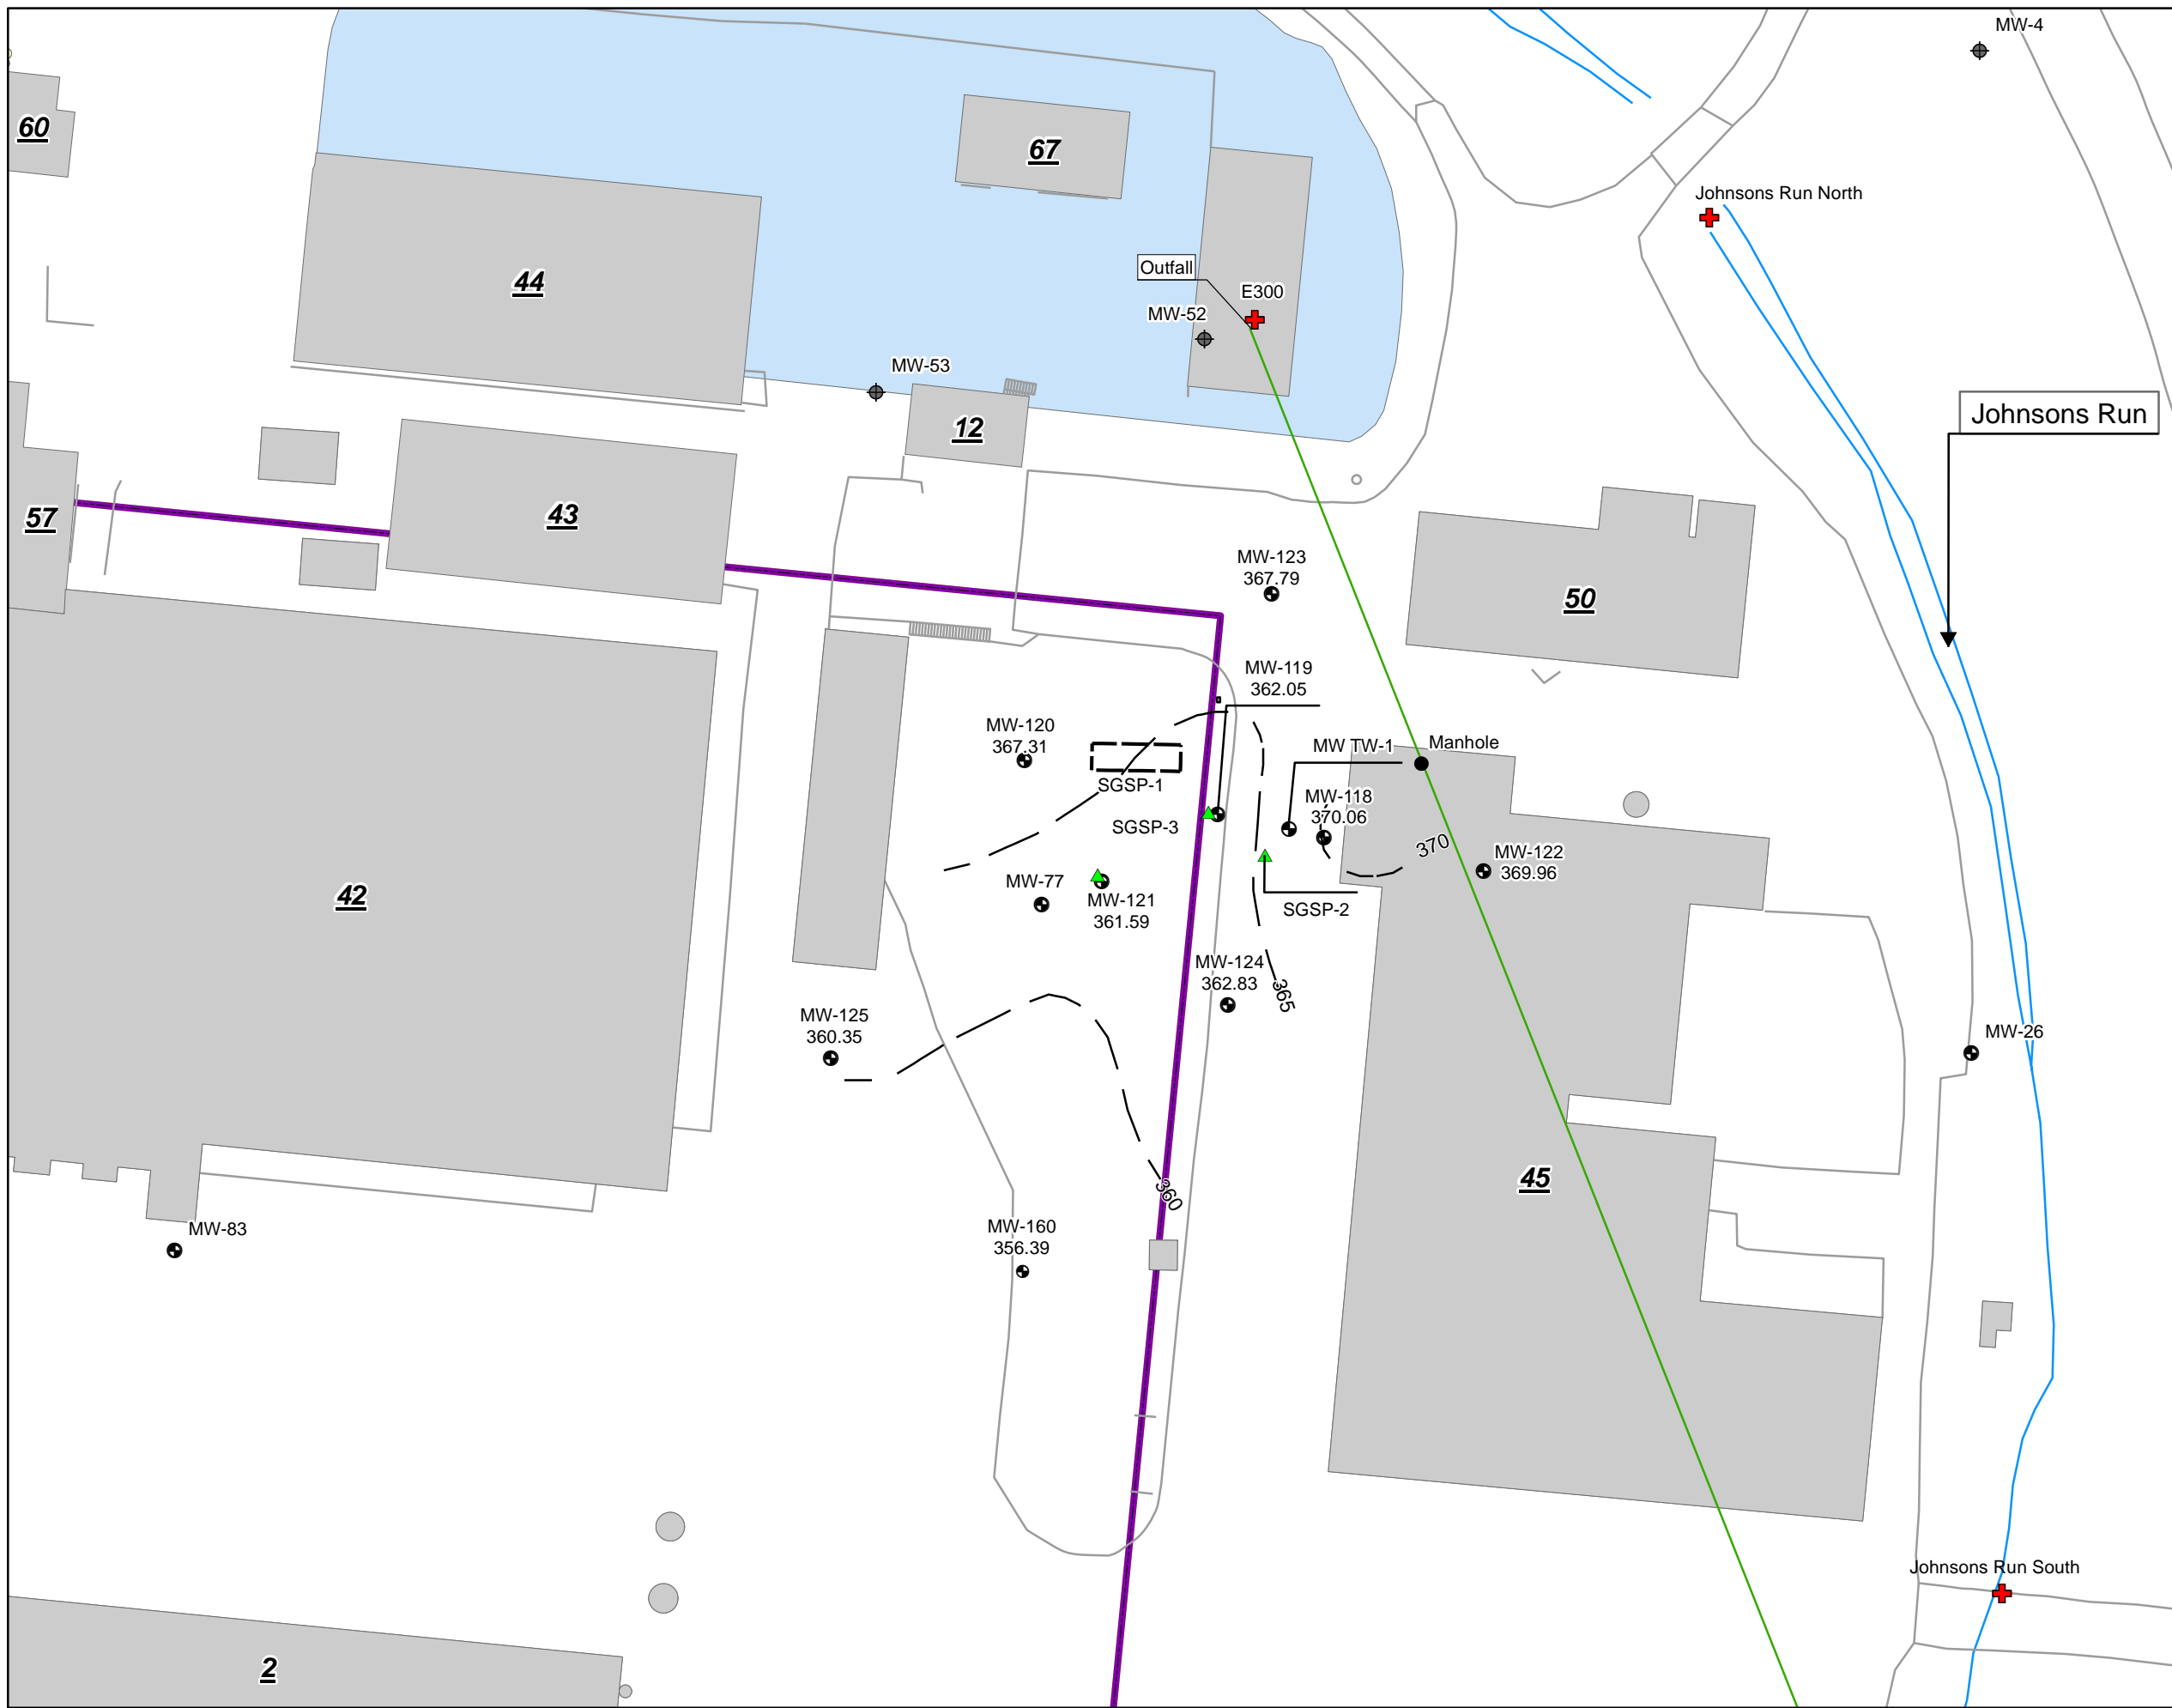 MW-4
60
67
Johnsons Run North
44
Outfall
E300
MW-52
MW-53
Johnsons Run
12
57
43
MW-123
367.79
50
MW-119
362.05
MW-120
367.31
MW TW-1
Manhole
SGSP-1
MW-118
370.06
SGSP-3
370
MW-122
369.96
MW-77
42
MW-121
361.59
SGSP-2
MW-124
362.83
365
MW-125
360.35
MW-26
45
360
MW-83
MW-160
356.39
Johnsons Run South
2